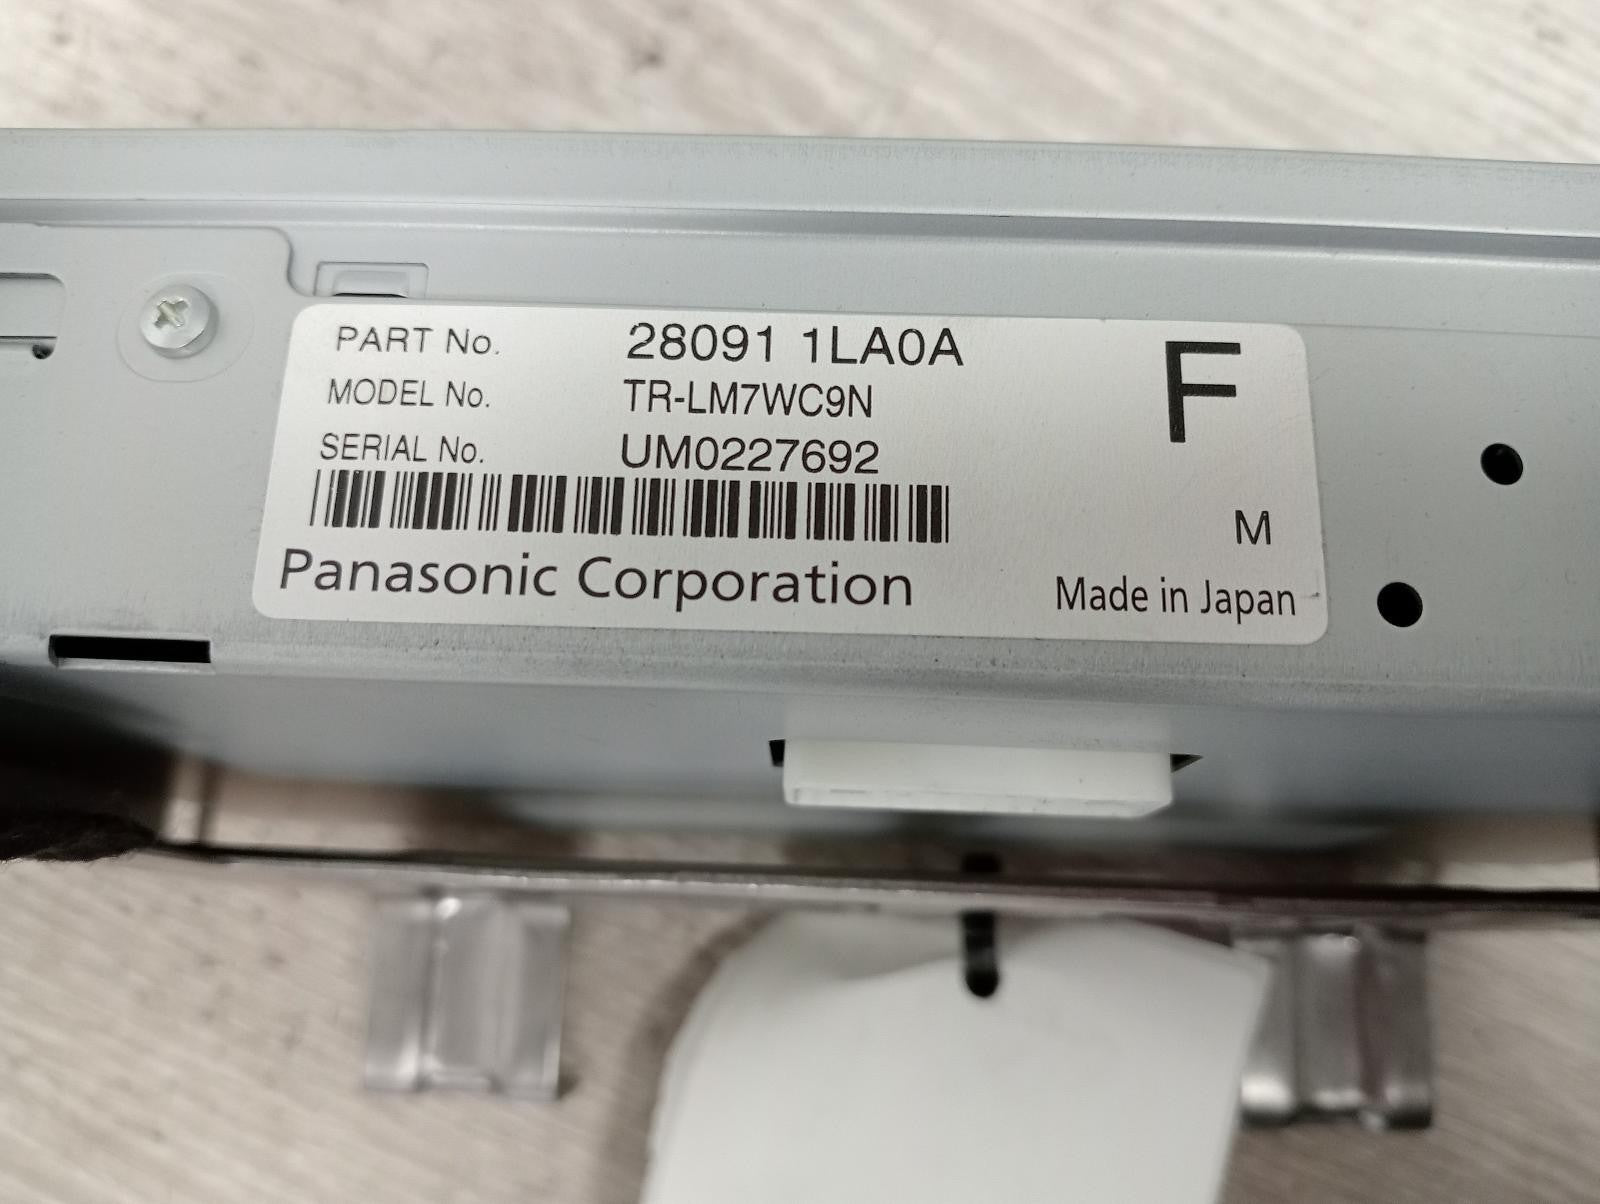 PART No. 28091 1LA0A
F
MODEL No. TR-LM7WC9N
SERIAL No. UM0227692
M
Panasonic Corporation
Made in Japan